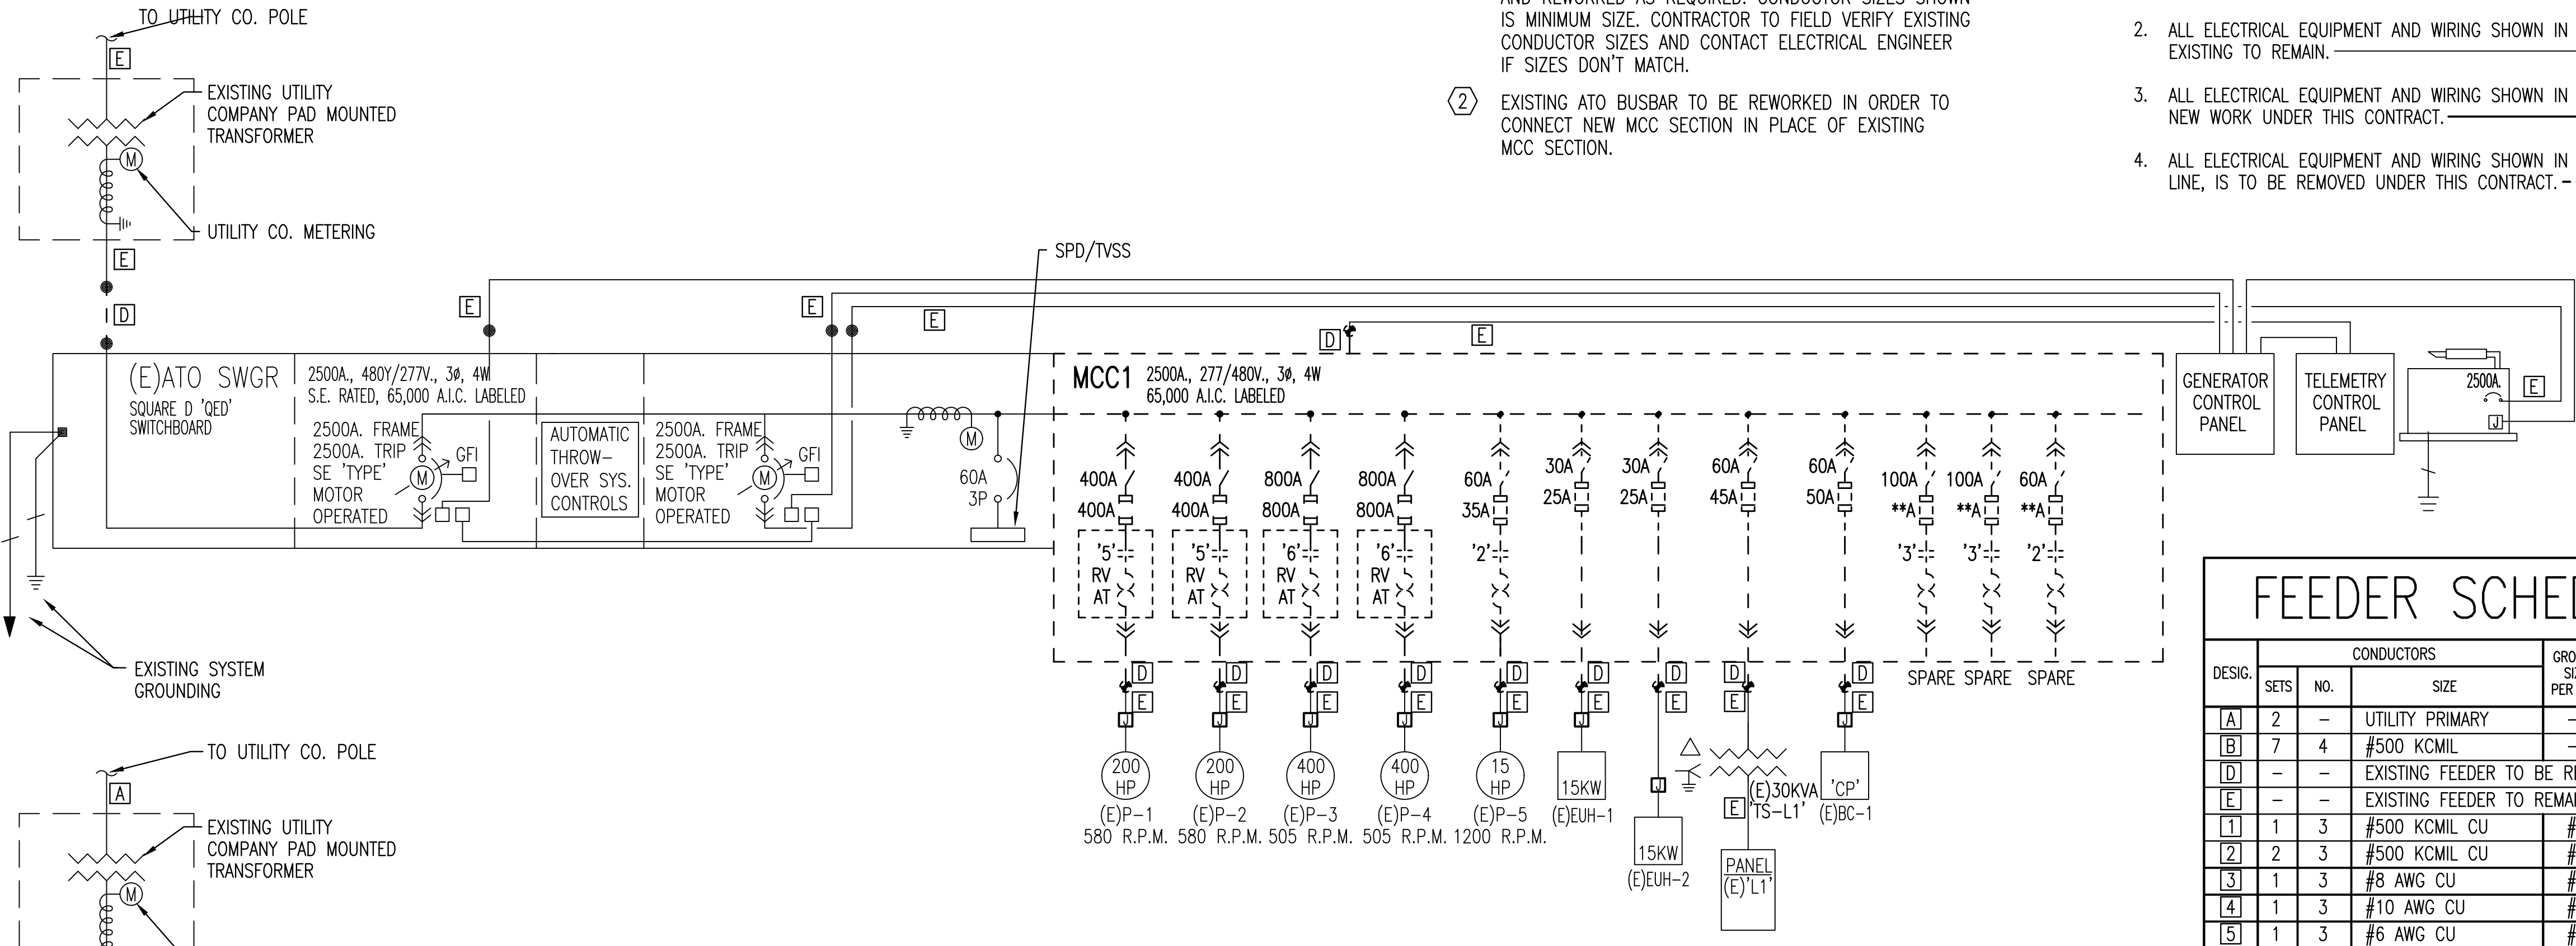 TO UTILITY CO. POLE
E
EXISTING UTILITY
COMPANY PAD MOUNTED
TRANSFORMER
M
UTILITY CO. METERING
E
D
IS MINIMUM SIZE. CONTRACTOR TO FIELD VERIFY EXISTING
CONDUCTOR SIZES AND CONTACT ELECTRICAL ENGINEER
IF SIZES DON'T MATCH.
2 EXISTING ATO BUSBAR TO BE REWORKED IN ORDER TO
CONNECT NEW MCC SECTION IN PLACE OF EXISTING
MCC SECTION.
2. ALL ELECTRICAL EQUIPMENT AND WIRING SHOWN IN
EXISTING TO REMAIN.
3. ALL ELECTRICAL EQUIPMENT AND WIRING SHOWN IN
NEW WORK UNDER THIS CONTRACT.
4. ALL ELECTRICAL EQUIPMENT AND WIRING SHOWN IN
LINE, IS TO BE REMOVED UNDER THIS CONTRACT.
SPD/TVSS
E
E
E
D
E
(E)ATO SWGR
SQUARE D 'QED'
SWITCHBOARD
2500A., 480Y/277V., 3ø, 4W
S.E. RATED, 65,000 A.I.C. LABELED
2500A. FRAME
2500A. TRIP
SE 'TYPE'
MOTOR
OPERATED
M
GFI
AUTOMATIC
THROW-
OVER SYS.
CONTROLS
2500A. FRAME
2500A. TRIP
SE 'TYPE'
MOTOR
OPERATED
M
GFI
M
60A
3P
MCC1 2500A., 277/480V., 3ø, 4W
65,000 A.I.C. LABELED
400A 400A 800A 800A 60A 30A 30A 60A 60A 100A 100A 60A
400A 400A 800A 800A 35A 25A 25A 45A 50A **A **A **A
'5' '5' '6' '6' '2' '3' '3' '2'
RV RV RV RV
AT AT AT AT
D D D D D D D D D
SPARE SPARE SPARE
E E E E E E E E E
J J J J J J J J
200 HP 200 HP 400 HP 400 HP 15 HP 15KW 'CP'
(E)P-1 (E)P-2 (E)P-3 (E)P-4 (E)P-5 (E)EUH-1 (E)BC-1
580 R.P.M. 580 R.P.M. 505 R.P.M. 505 R.P.M. 1200 R.P.M.
15KW
(E)EUH-2
(E)30KVA
'TS-L1'
E
PANEL
(E)'L1'
GENERATOR
CONTROL
PANEL
TELEMETRY
CONTROL
PANEL
2500A.
E
J
EXISTING SYSTEM
GROUNDING
TO UTILITY CO. POLE
A
EXISTING UTILITY
COMPANY PAD MOUNTED
TRANSFORMER
M
FEEDER
DESIG. CONDUCTORS
SETS NO. SIZE
PER
A 2 - UTILITY PRIMARY -
B 7 4 #500 KCMIL -
D - - EXISTING FEEDER TO BE
E - - EXISTING FEEDER TO
1 1 3 #500 KCMIL CU #
2 2 3 #500 KCMIL CU #
3 1 3 #8 AWG CU #
4 1 3 #10 AWG CU #
5 1 3 #6 AWG CU #